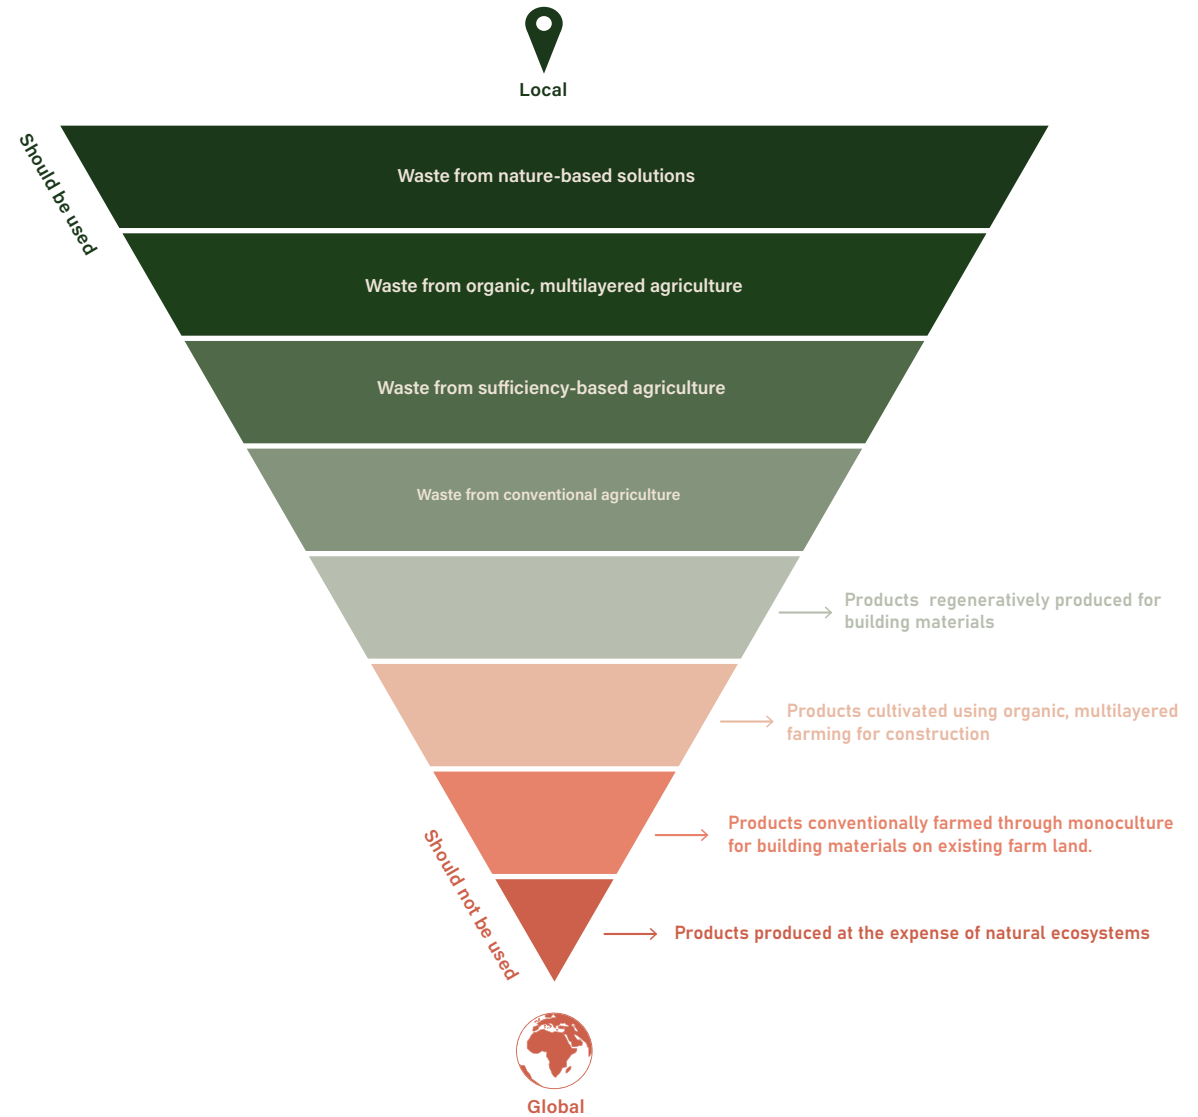 Local
Should be used
Waste from nature-based solutions
Waste from organic, multilayered agriculture
Waste from sufficiency-based agriculture
Waste from conventional agriculture
Products regeneratively produced for
building materials
Products cultivated using organic, multilayered
farming for construction
Products conventionally farmed through monoculture
for building materials on existing farm land.
Should not be used
Products produced at the expense of natural ecosystems
Global